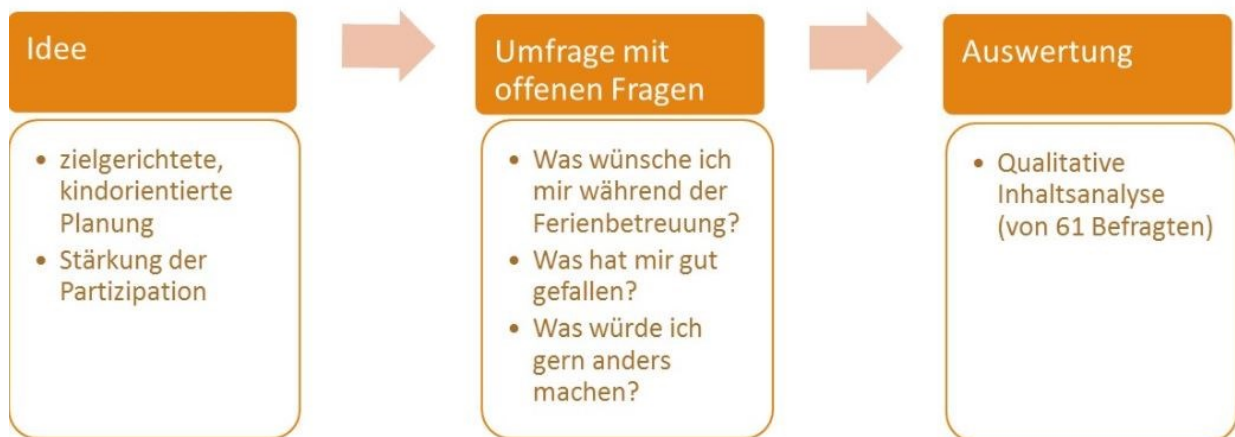 Idee
• zielgerichtete,
kindorientierte
Planung
• Stärkung der
Partizipation
Umfrage mit
offenen Fragen
• Was wünsche ich
mir während der
Ferienbetreuung?
• Was hat mir gut
gefallen?
• Was würde ich
gern anders
machen?
Auswertung
• Qualitative
Inhaltsanalyse
(von 61 Befragten)